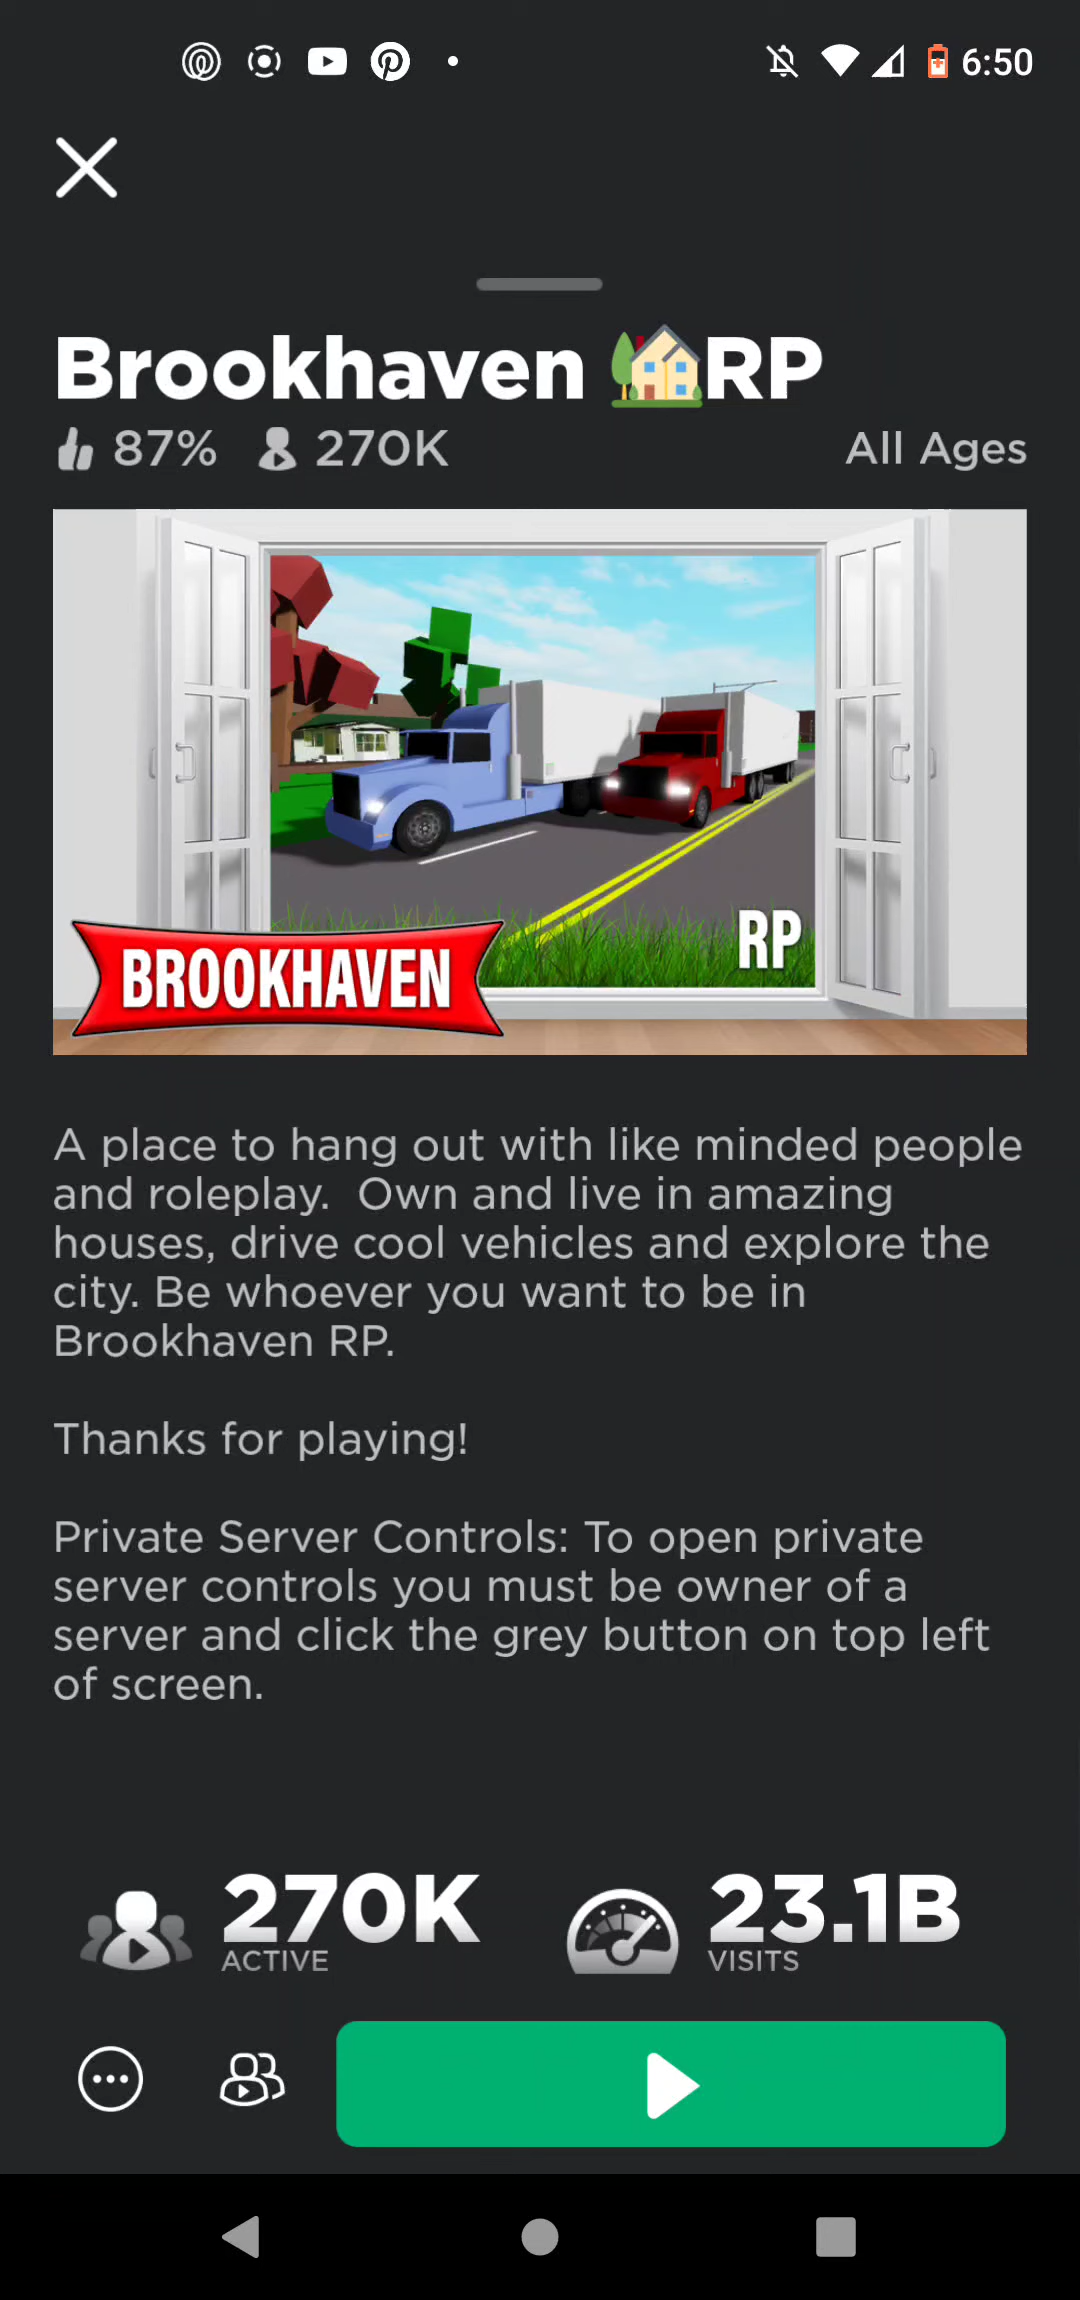 6:50
Brookhaven 🏡RP
87% 270K All Ages
RP
BROOKHAVEN
A place to hang out with like minded people
and roleplay.  Own and live in amazing
houses, drive cool vehicles and explore the
city. Be whoever you want to be in
Brookhaven RP.
Thanks for playing!
Private Server Controls: To open private
server controls you must be owner of a
server and click the grey button on top left
of screen.
270K 23.1B
ACTIVE VISITS